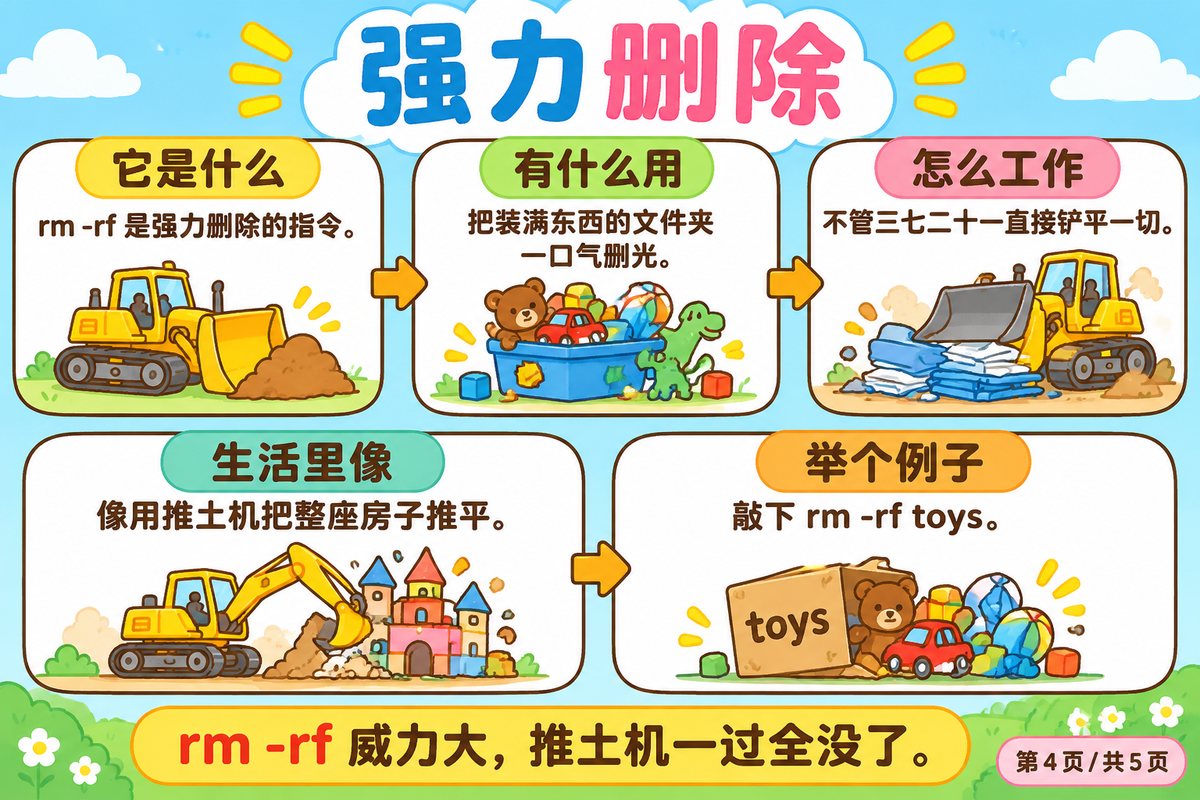 强力删除
它是什么
rm -rf 是强力删除的指令。
有什么用
把装满东西的文件夹
一口气删光。
怎么工作
不管三七二十一直接铲平一切。
生活里像
像用推土机把整座房子推平。
举个例子
敲下 rm -rf toys。
toys
rm -rf 威力大，推土机一过全没了。
第4页/共5页